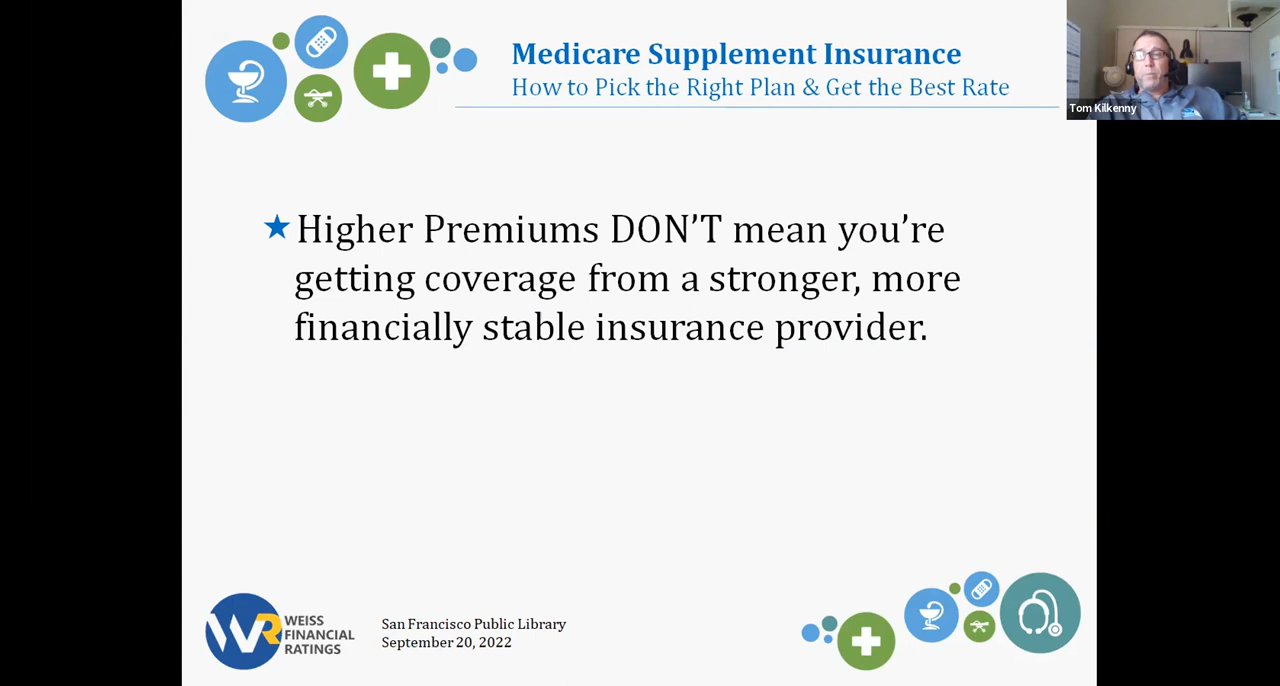 Medicare Supplement Insurance
How to Pick the Right Plan & Get the Best Rate
Tom Kilkenny
Higher Premiums DON'T mean you're
getting coverage from a stronger, more
financially stable insurance provider.
WR
WEISS
FINANCIAL
RATINGS
San Francisco Public Library
September 20, 2022